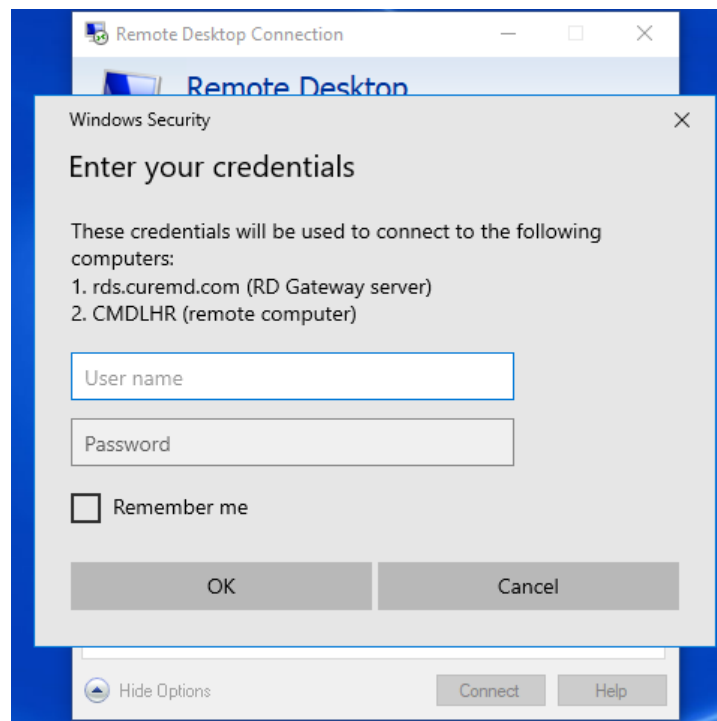 Remote Desktop Connection
Remote Desktop
Windows Security
Enter your credentials
These credentials will be used to connect to the following
computers:
1. rds.curemd.com (RD Gateway server)
2. CMDLHR (remote computer)
User name
Password
Remember me
OK Cancel
Hide Options Connect Help